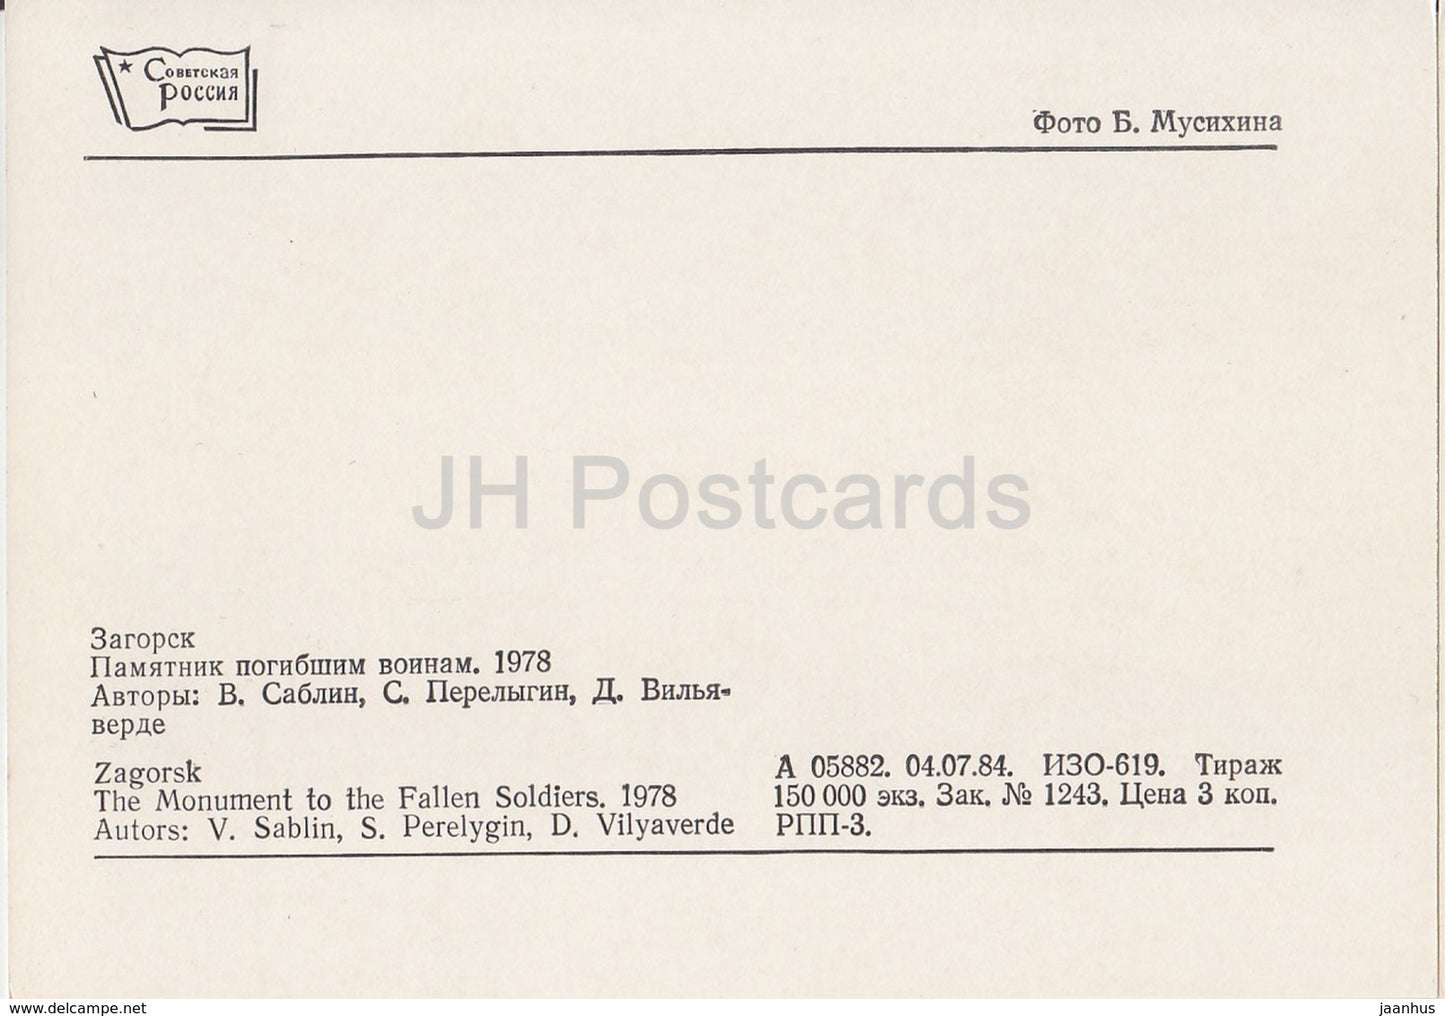 Советская
Россия
Фото Б. Мусихина
JH Postcards
Загорск
Памятник погибшим воинам. 1978
Авторы: В. Саблин, С. Перелыгин, Д. Вилья-
верде
Zagorsk
The Monument to the Fallen Soldiers. 1978
Autors: V. Sablin, S. Perelygin, D. Vilyaverde
А 05882. 04.07.84. ИЗО-619. Тираж
150 000 экз. Зак. № 1243. Цена 3 коп.
РПП-3.
www.delcampe.net
jaanhus